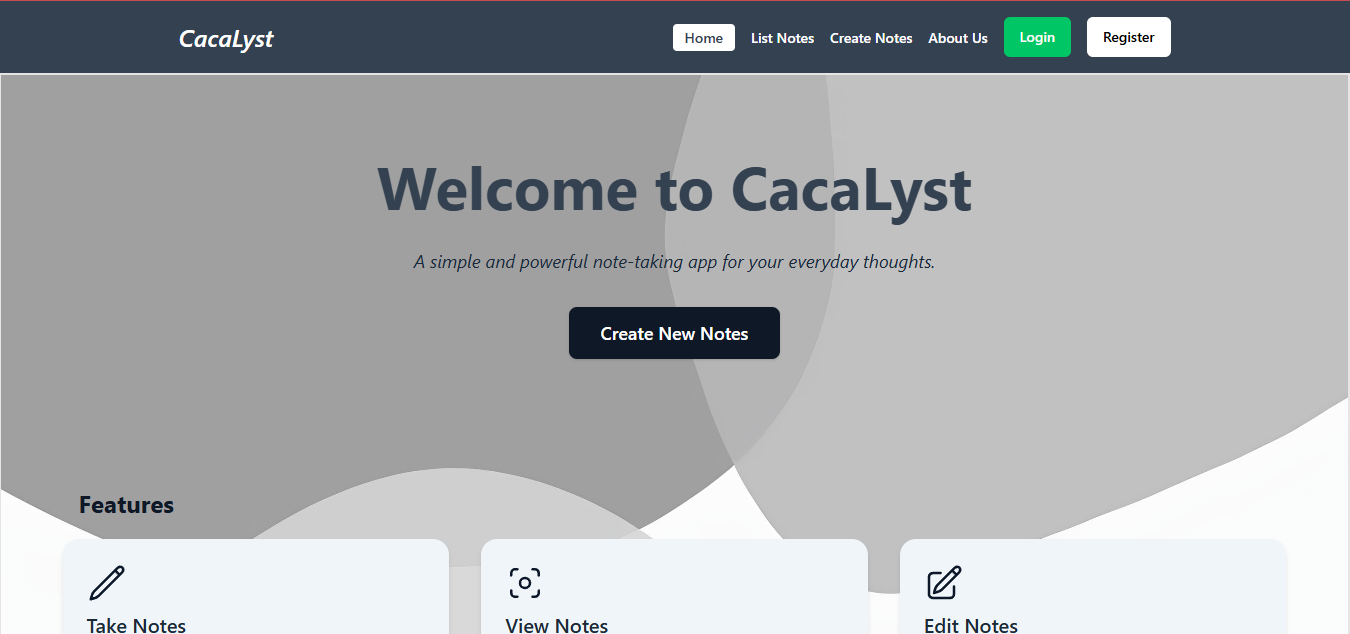 CacaLyst
Home List Notes Create Notes About Us Login Register
Welcome to CacaLyst
A simple and powerful note-taking app for your everyday thoughts.
Create New Notes
Features
Take Notes View Notes Edit Notes